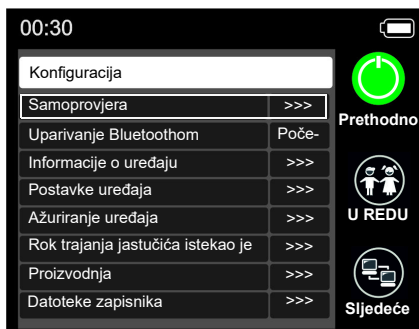 00:30
Konfiguracija
Samoprovjera >>>
Prethodno
Uparivanje Bluetoothom Poče-
Informacije o uređaju >>>
Postavke uređaja >>>
U REDU
Ažuriranje uređaja >>>
Rok trajanja jastučića istekao je >>>
Proizvodnja >>>
Datoteke zapisnika >>>
Sljedeće